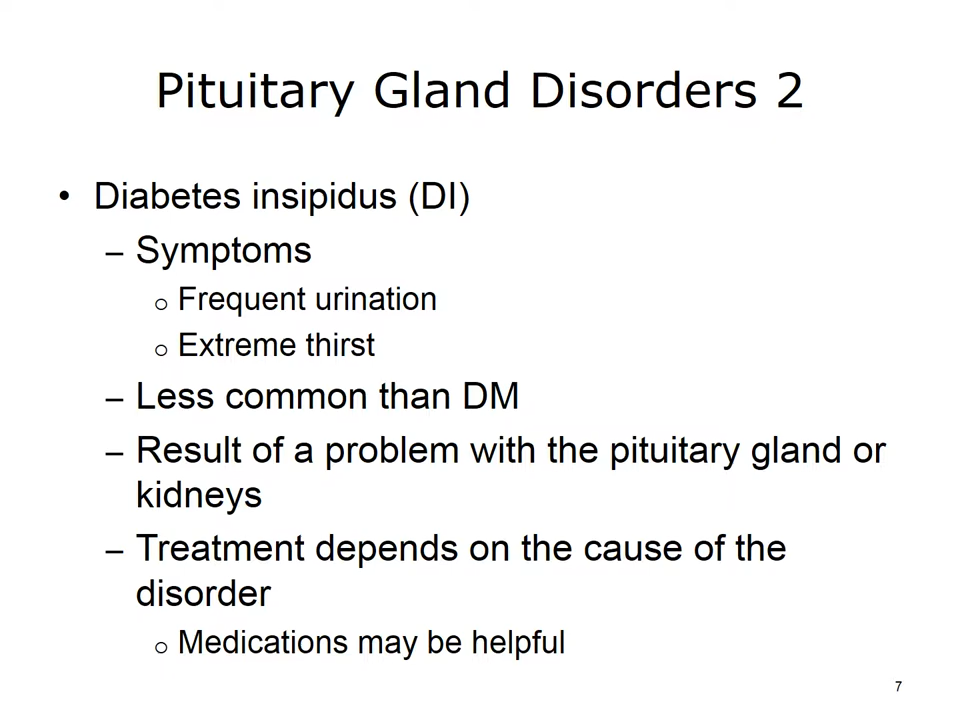 Pituitary Gland Disorders 2
• Diabetes insipidus (DI)
– Symptoms
o Frequent urination
o Extreme thirst
– Less common than DM
– Result of a problem with the pituitary gland or
kidneys
– Treatment depends on the cause of the
disorder
o Medications may be helpful
7